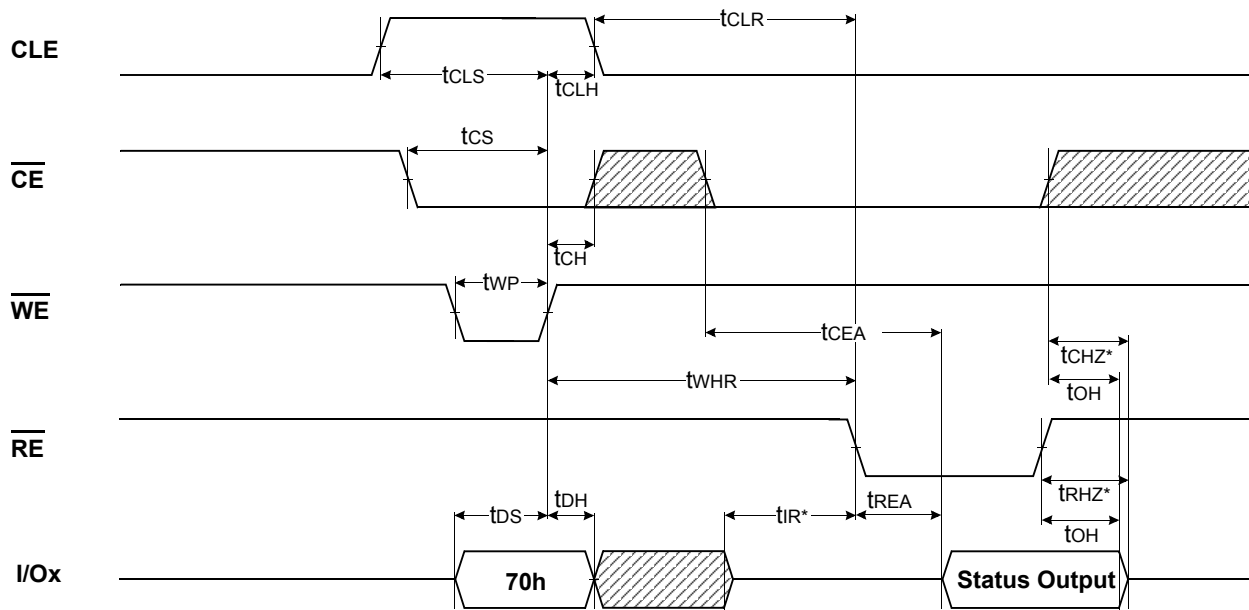 CLE
tCLR
tCLS
tCLH
CE
tCS
tCH
WE
tWP
tCEA
tCHZ*
tWHR
tOH
RE
tRHZ*
tDS
tDH
tIR*
tREA
tOH
I/Ox
70h
Status Output